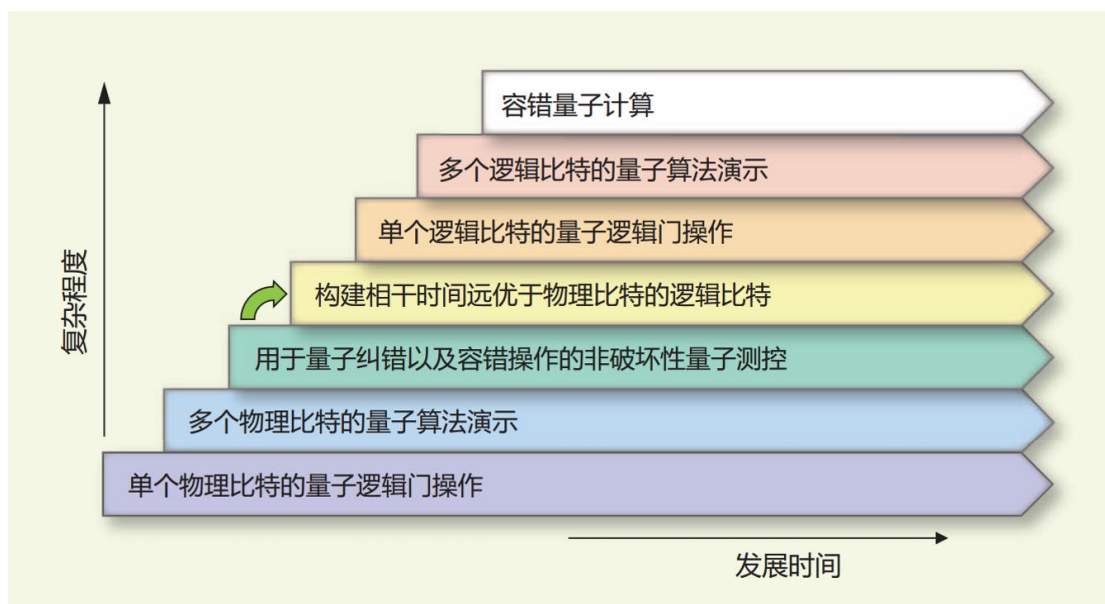 容错量子计算
多个逻辑比特的量子算法演示
单个逻辑比特的量子逻辑门操作
构建相干时间远优于物理比特的逻辑比特
用于量子纠错以及容错操作的非破坏性量子测控
多个物理比特的量子算法演示
单个物理比特的量子逻辑门操作
复杂程度
发展时间